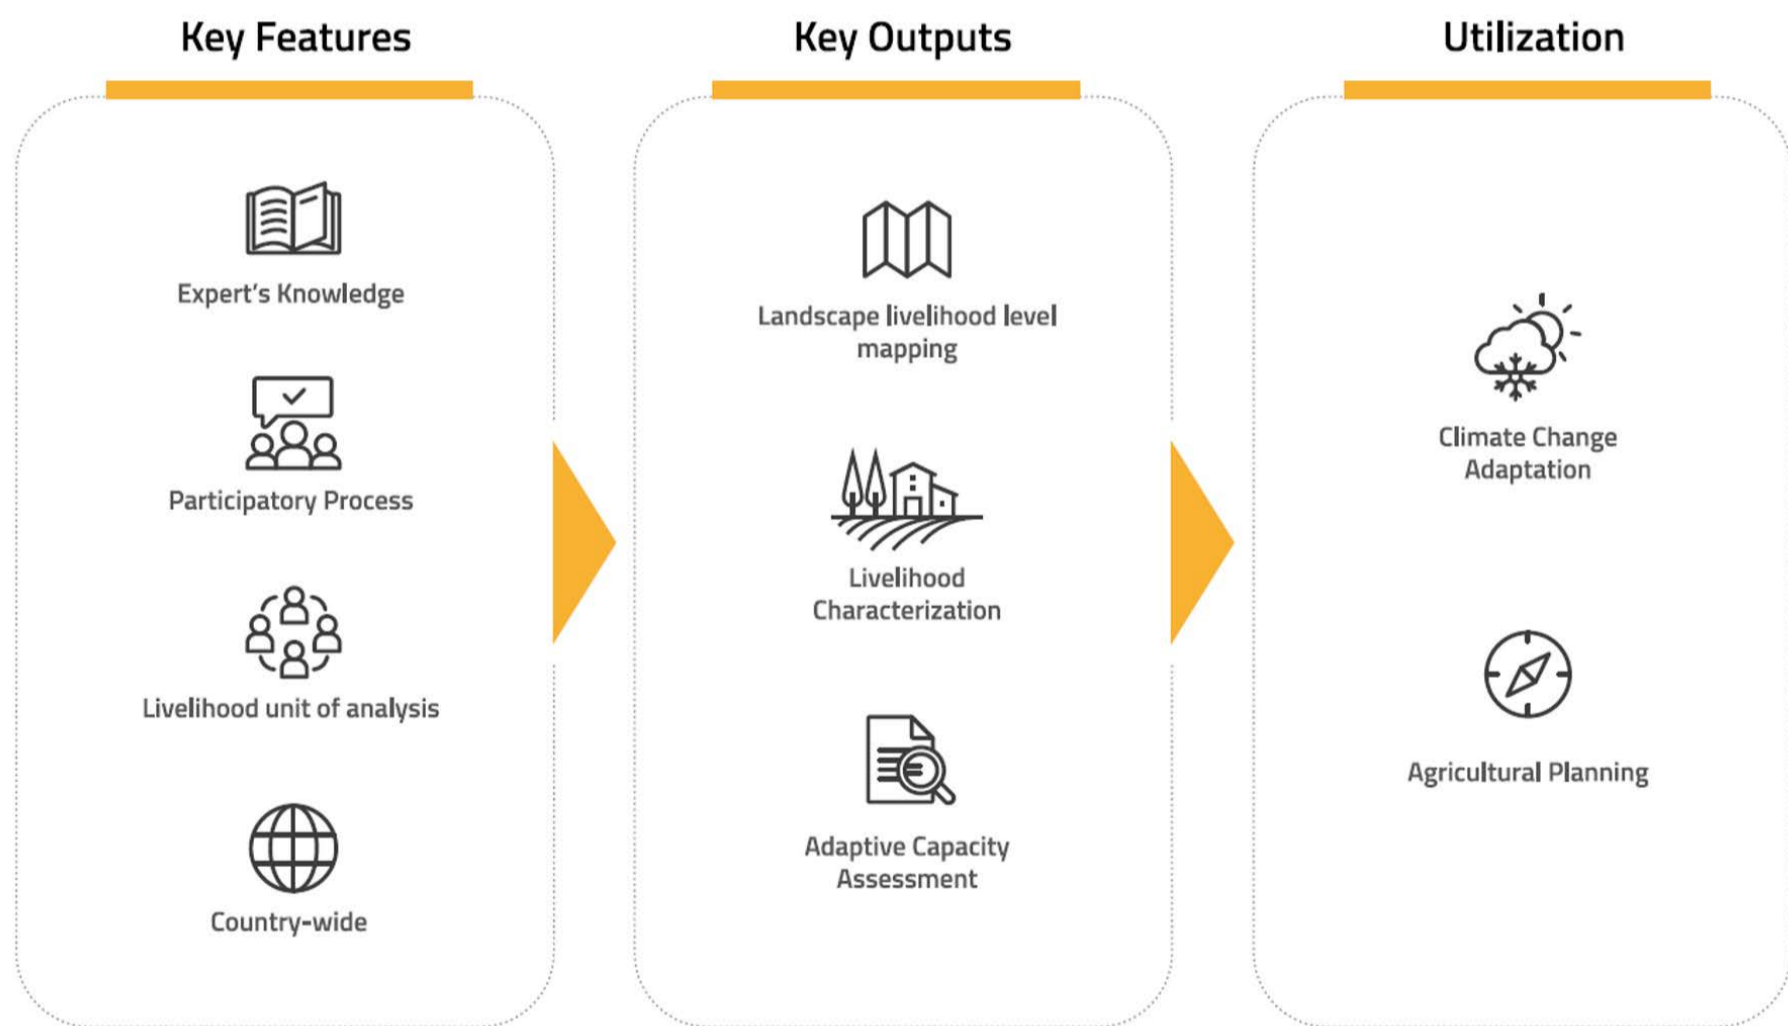 Key Features
Expert's Knowledge
Participatory Process
Livelihood unit of analysis
Country-wide
Key Outputs
Landscape livelihood level
mapping
Livelihood
Characterization
Adaptive Capacity
Assessment
Utilization
Climate Change
Adaptation
Agricultural Planning